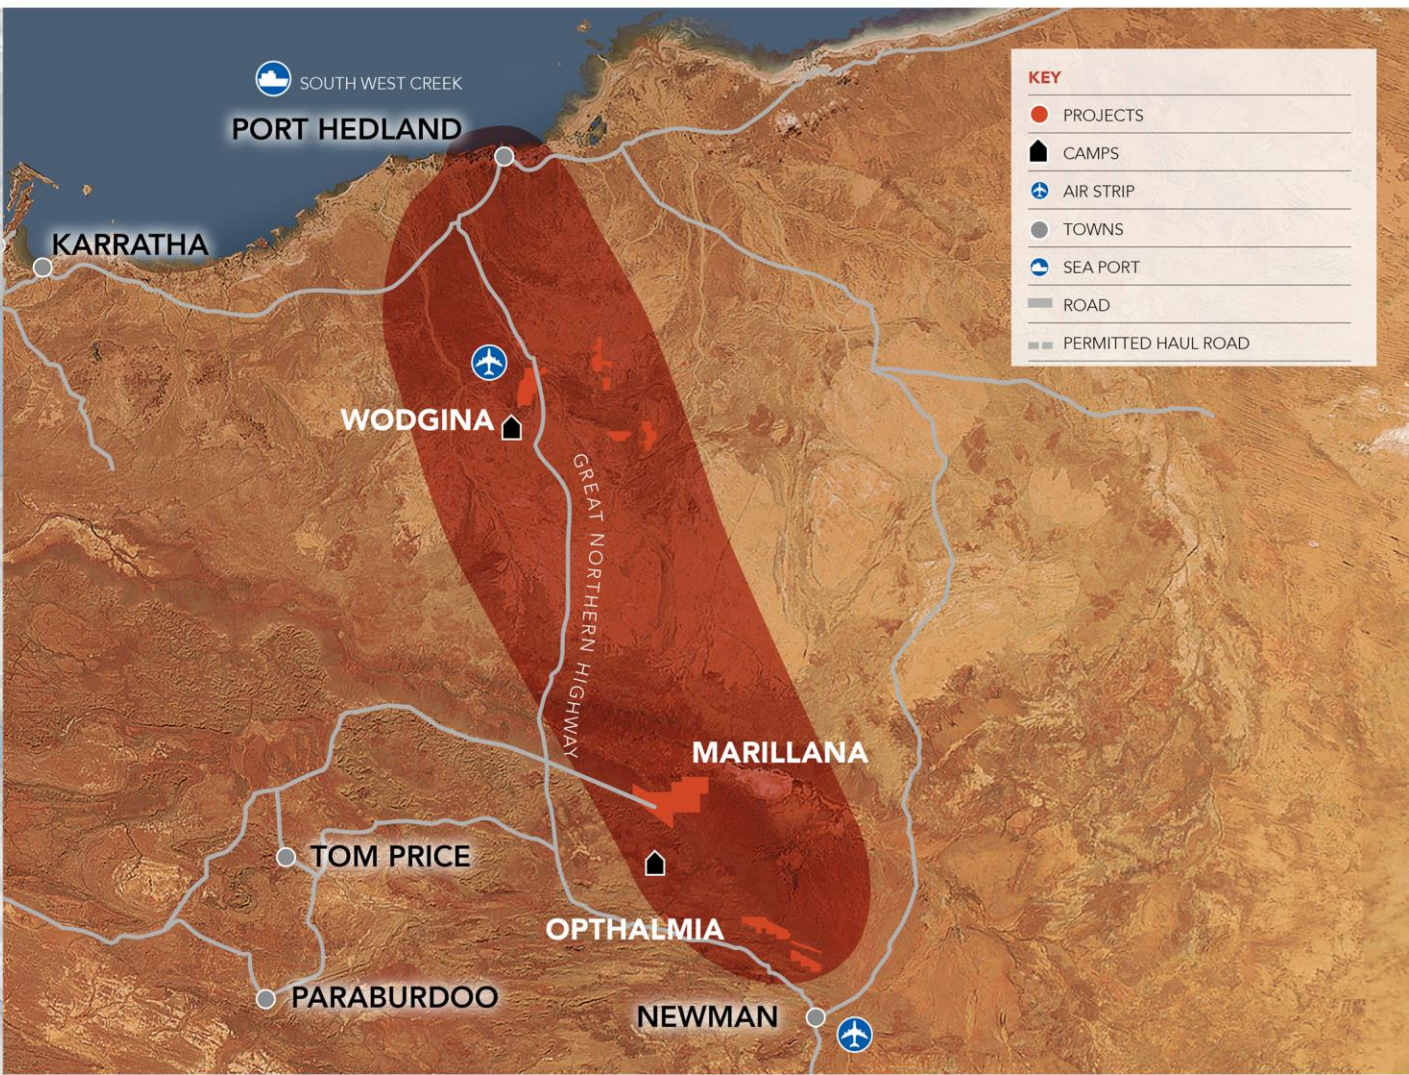 SOUTH WEST CREEK
PORT HEDLAND
KARRATHA
KEY
PROJECTS
CAMPS
AIR STRIP
TOWNS
SEA PORT
ROAD
PERMITTED HAUL ROAD
WODGINA
GREAT NORTHERN HIGHWAY
MARILLANA
TOM PRICE
OPTHALMIA
PARABURDOO
NEWMAN